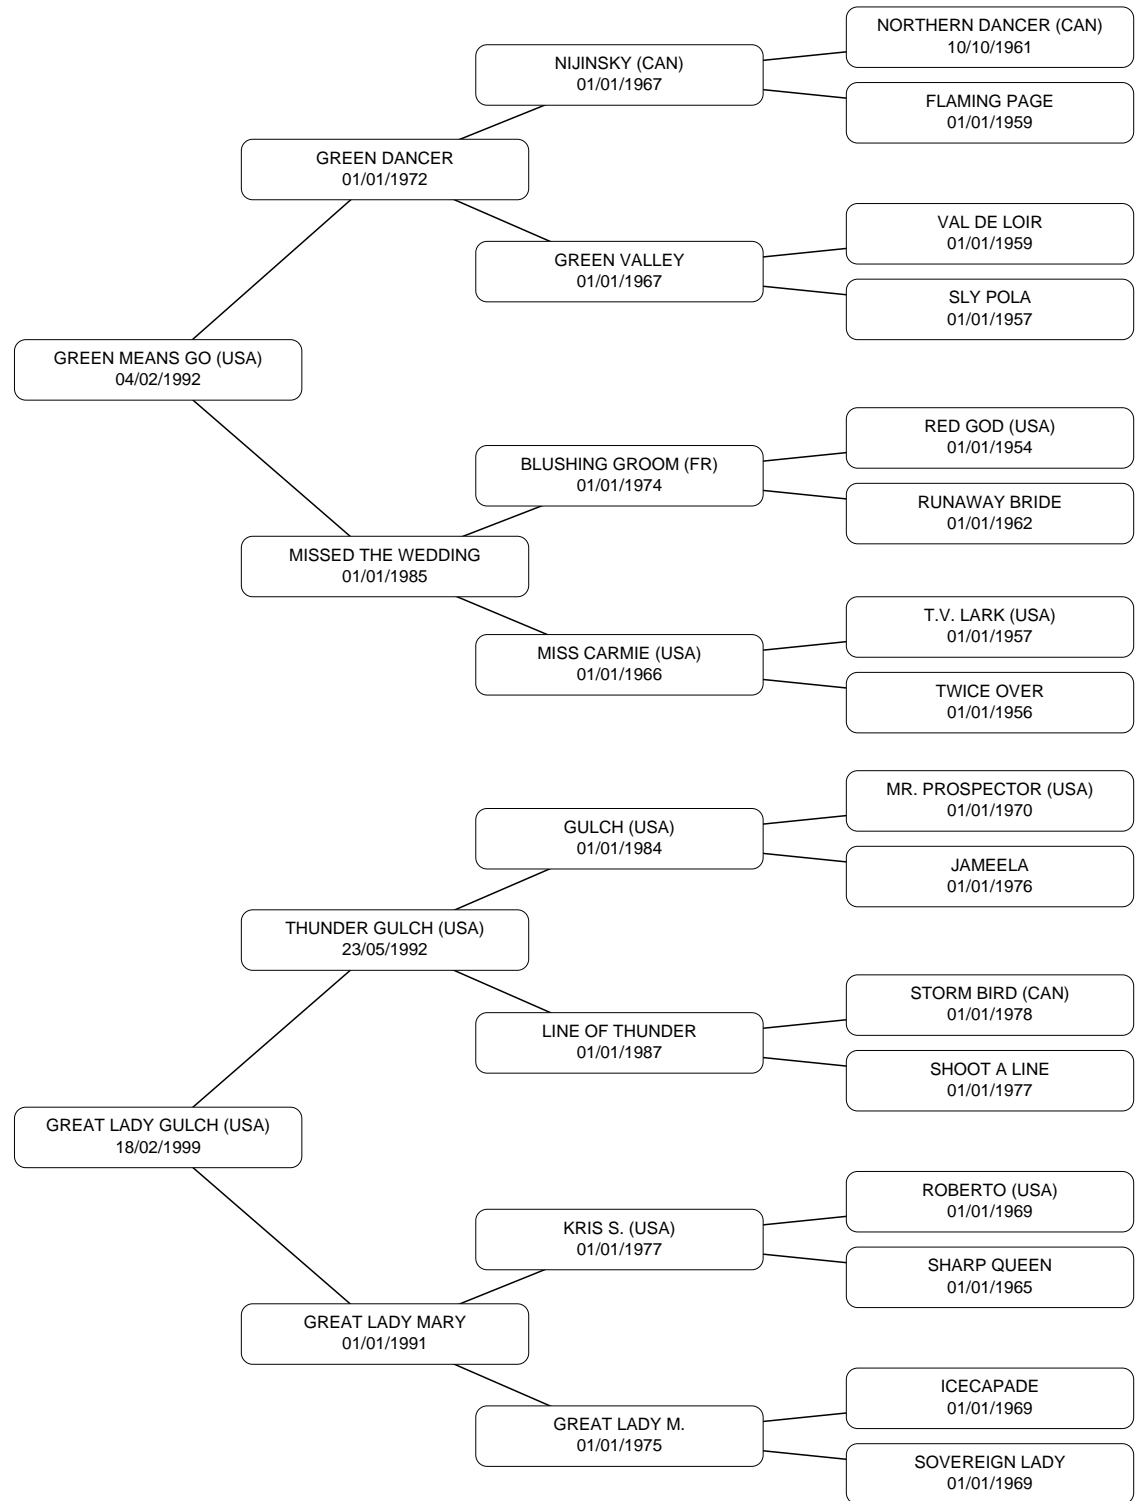 NORTHERN DANCER (CAN)
10/10/1961
NIJINSKY (CAN)
01/01/1967
FLAMING PAGE
01/01/1959
GREEN DANCER
01/01/1972
VAL DE LOIR
01/01/1959
GREEN VALLEY
01/01/1967
SLY POLA
01/01/1957
GREEN MEANS GO (USA)
04/02/1992
RED GOD (USA)
01/01/1954
BLUSHING GROOM (FR)
01/01/1974
RUNAWAY BRIDE
01/01/1962
MISSED THE WEDDING
01/01/1985
T.V. LARK (USA)
01/01/1957
MISS CARMIE (USA)
01/01/1966
TWICE OVER
01/01/1956
MR. PROSPECTOR (USA)
01/01/1970
GULCH (USA)
01/01/1984
JAMEELA
01/01/1976
THUNDER GULCH (USA)
23/05/1992
STORM BIRD (CAN)
01/01/1978
LINE OF THUNDER
01/01/1987
SHOOT A LINE
01/01/1977
GREAT LADY GULCH (USA)
18/02/1999
ROBERTO (USA)
01/01/1969
KRIS S. (USA)
01/01/1977
SHARP QUEEN
01/01/1965
GREAT LADY MARY
01/01/1991
ICECAPADE
01/01/1969
GREAT LADY M.
01/01/1975
SOVEREIGN LADY
01/01/1969